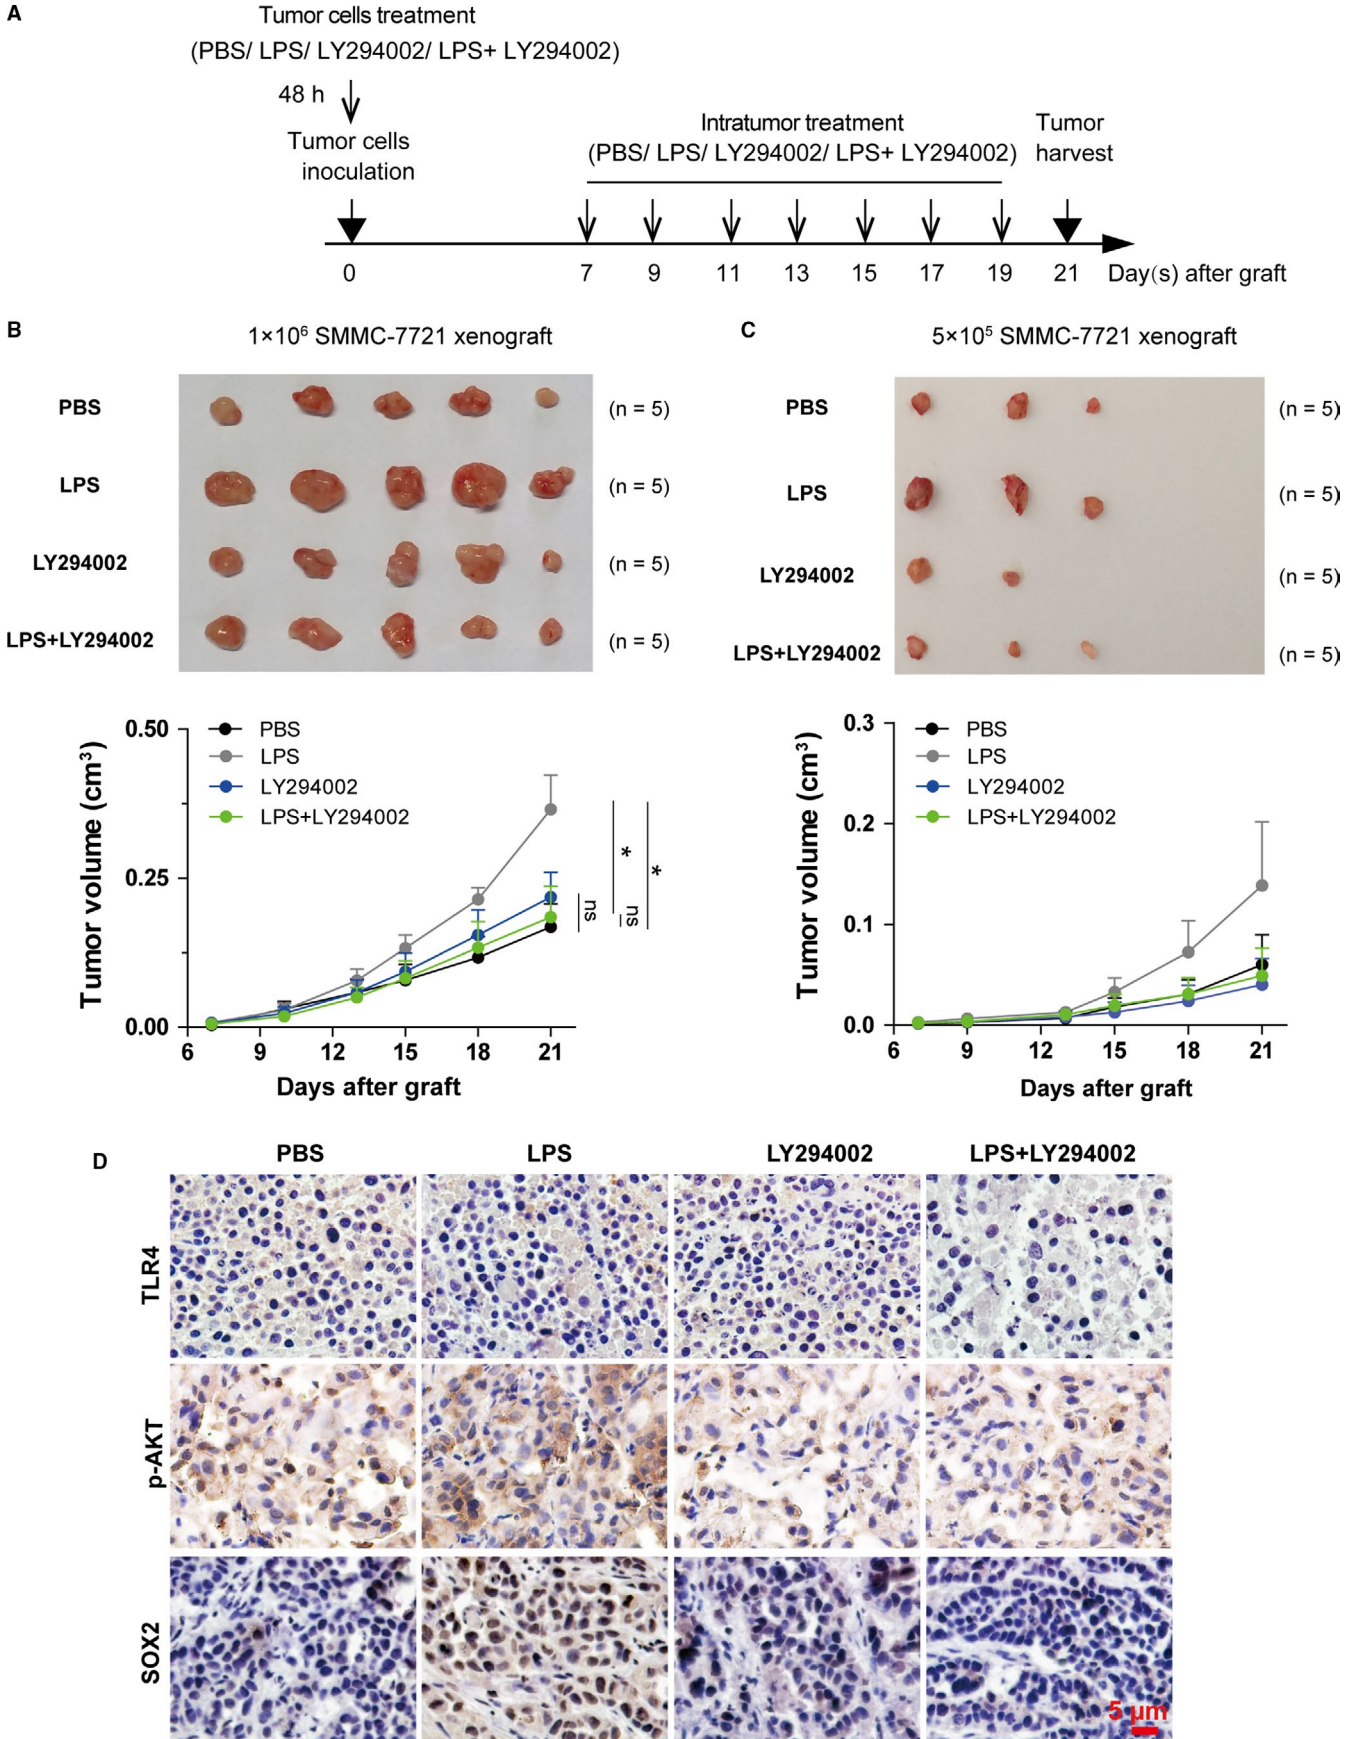 A
Tumor cells treatment
(PBS/ LPS/ LY294002/ LPS+ LY294002)
48 h
Tumor cells
inoculation
Intratumor treatment
(PBS/ LPS/ LY294002/ LPS+ LY294002)
Tumor
harvest
0 7 9 11 13 15 17 19 21 Day(s) after graft
B
1×10⁶ SMMC-7721 xenograft
PBS (n = 5)
LPS (n = 5)
LY294002 (n = 5)
LPS+LY294002 (n = 5)
Tumor volume (cm³)
0.50
0.25
0.00
PBS
LPS
LY294002
LPS+LY294002
ns
*
ns
*
6 9 12 15 18 21
Days after graft
C
5×10⁵ SMMC-7721 xenograft
PBS (n = 5)
LPS (n = 5)
LY294002 (n = 5)
LPS+LY294002 (n = 5)
Tumor volume (cm³)
0.3
0.2
0.1
0.0
PBS
LPS
LY294002
LPS+LY294002
6 9 12 15 18 21
Days after graft
D
PBS LPS LY294002 LPS+LY294002
TLR4
p-AKT
SOX2
5 µm